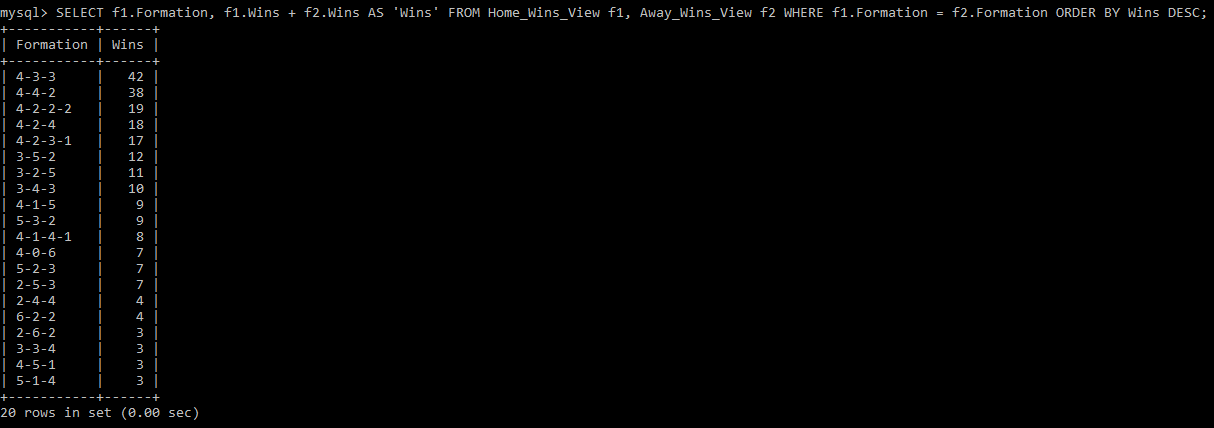 mysql> SELECT f1.Formation, f1.Wins + f2.Wins AS 'Wins' FROM Home_Wins_View f1, Away_Wins_View f2 WHERE f1.Formation = f2.Formation ORDER BY Wins DESC;
+-----------+------+
| Formation | Wins |
+-----------+------+
| 4-3-3     |   42 |
| 4-4-2     |   38 |
| 4-2-2-2   |   19 |
| 4-2-4     |   18 |
| 4-2-3-1   |   17 |
| 3-5-2     |   12 |
| 3-2-5     |   11 |
| 3-4-3     |   10 |
| 4-1-5     |    9 |
| 5-3-2     |    9 |
| 4-1-4-1   |    8 |
| 4-0-6     |    7 |
| 5-2-3     |    7 |
| 2-5-3     |    7 |
| 2-4-4     |    4 |
| 6-2-2     |    4 |
| 2-6-2     |    3 |
| 3-3-4     |    3 |
| 4-5-1     |    3 |
| 5-1-4     |    3 |
+-----------+------+
20 rows in set (0.00 sec)